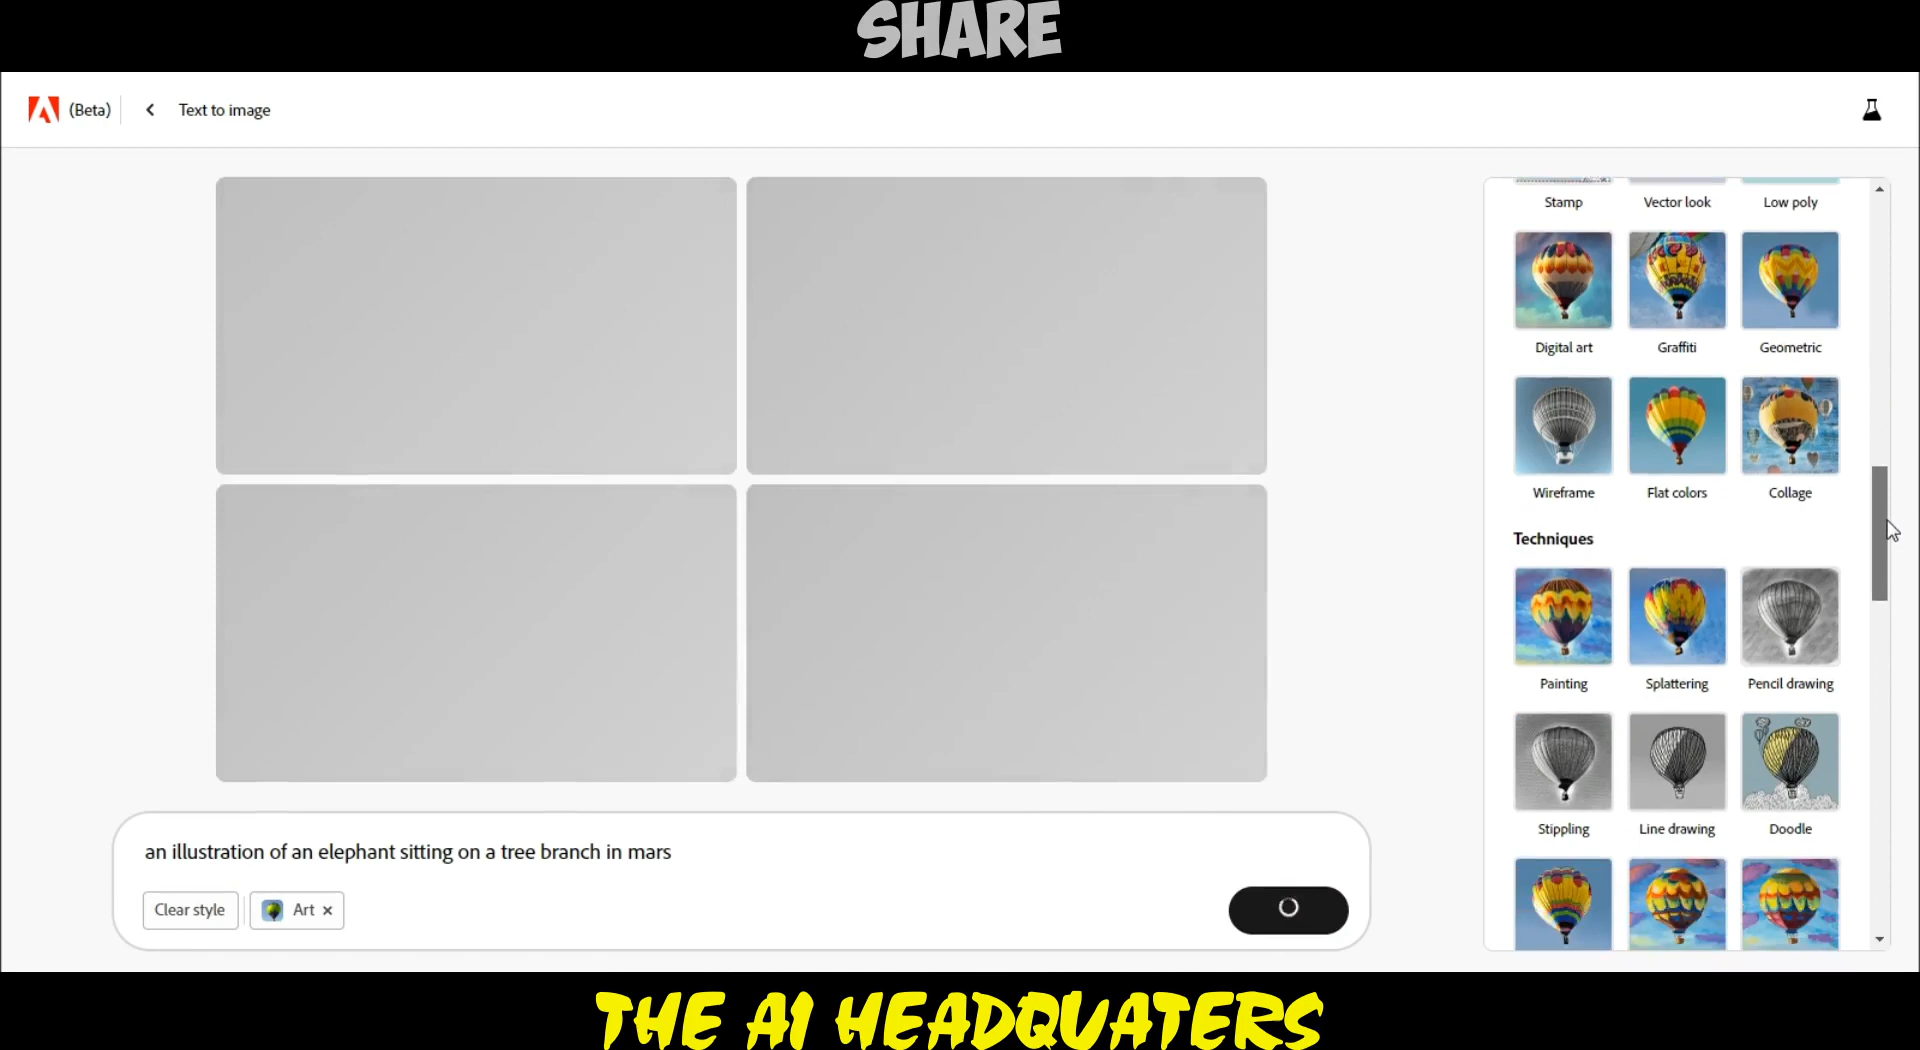 SHARE
(Beta)
Text to image
Stamp
Vector look
Low poly
Digital art
Graffiti
Geometric
Wireframe
Flat colors
Collage
Techniques
Painting
Splattering
Pencil drawing
Stippling
Line drawing
Doodle
an illustration of an elephant sitting on a tree branch in mars
Clear style
Art
THE AI HEADQUATERS